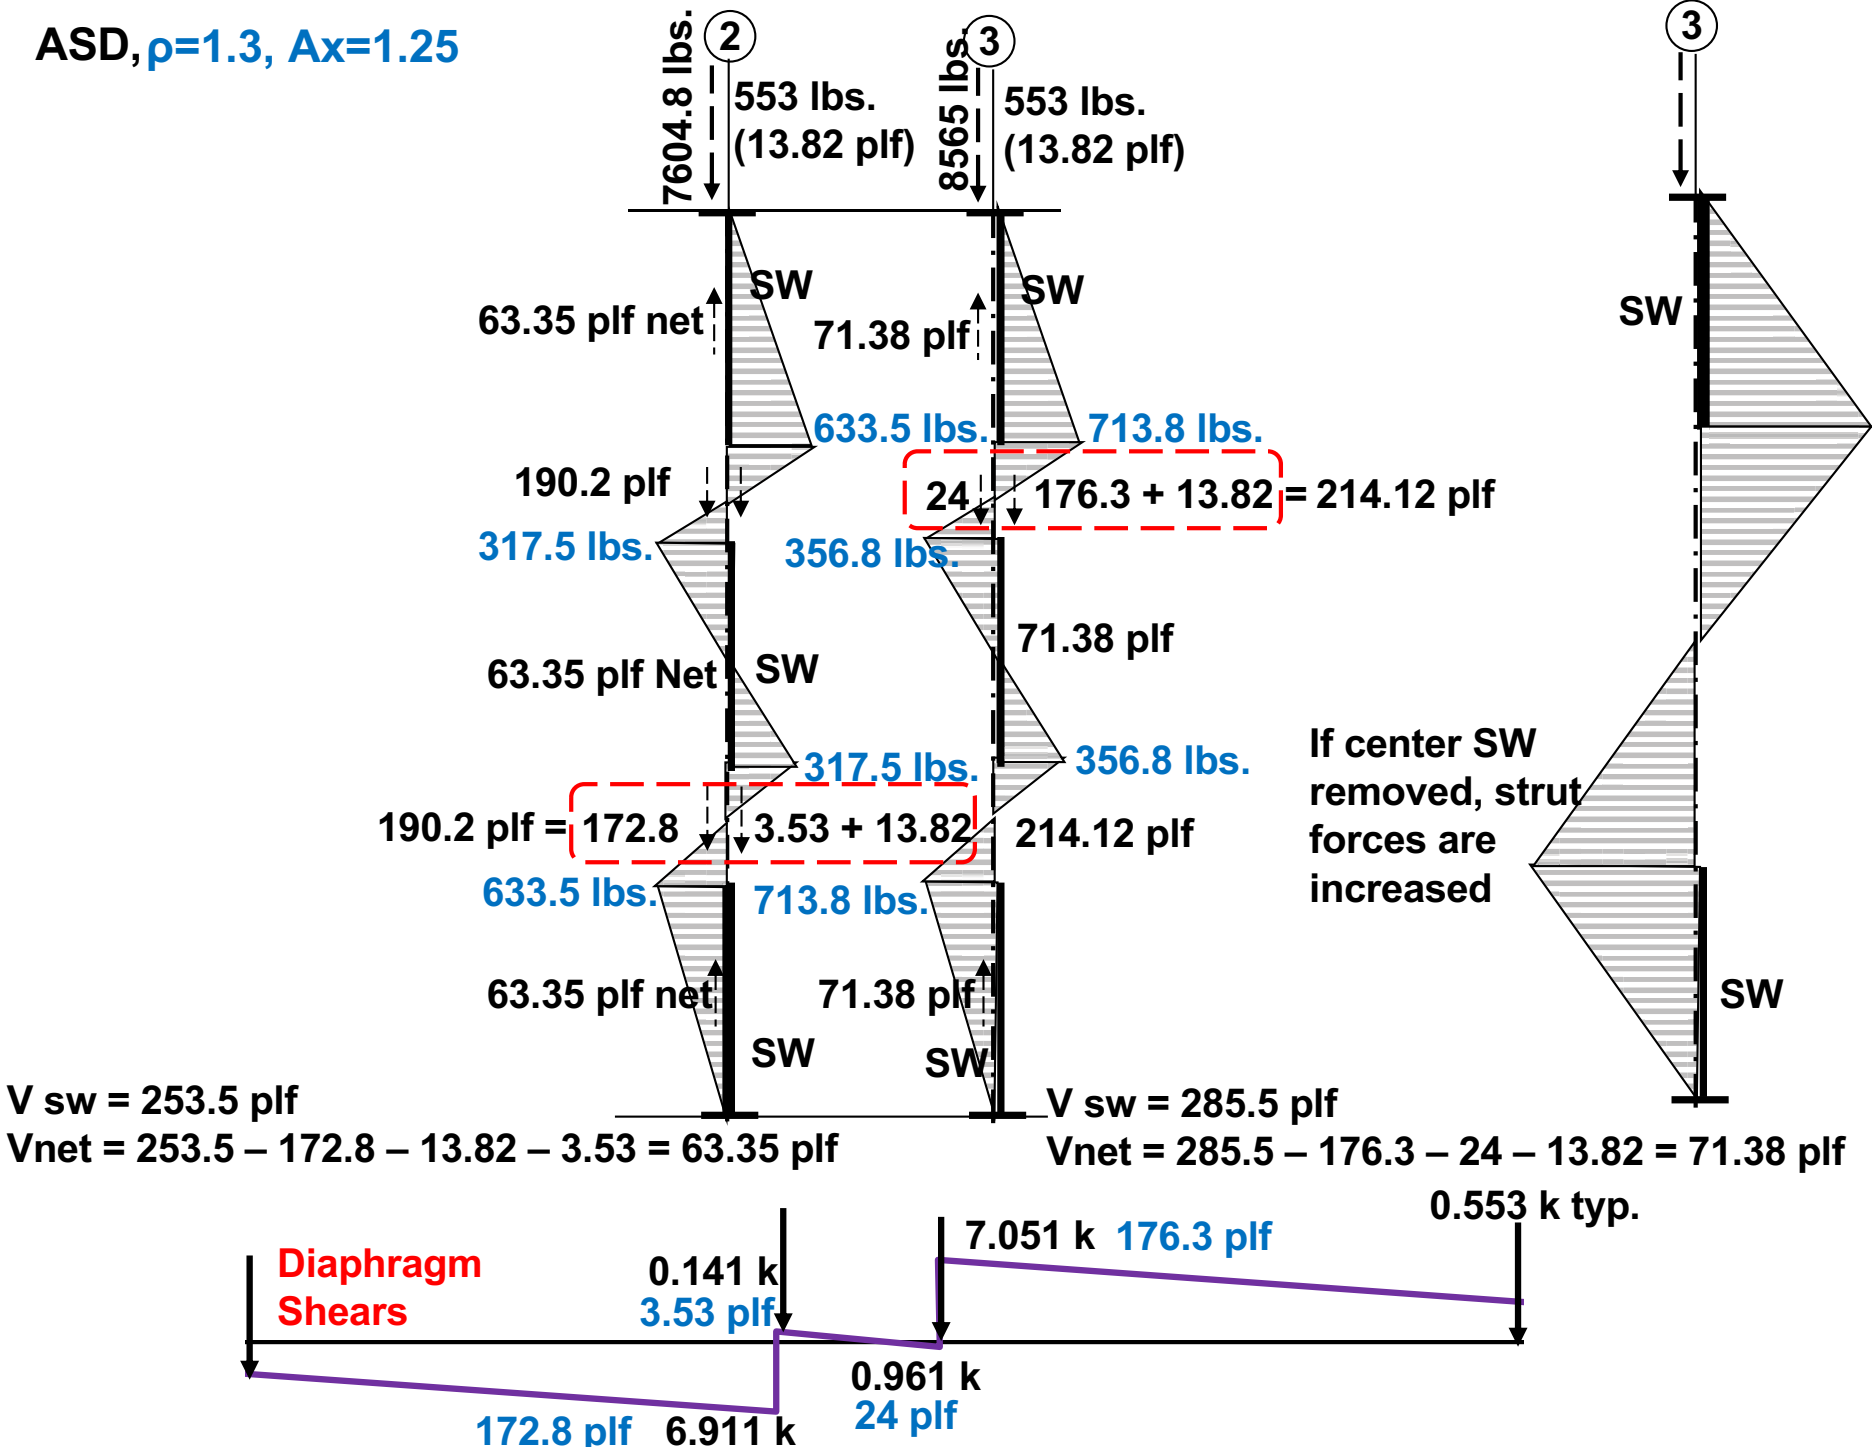 ASD, ρ=1.3, Ax=1.25
2
3
3
7604.8 lbs.
553 lbs.
(13.82 plf)
8565 lbs.
553 lbs.
(13.82 plf)
SW
SW
SW
63.35 plf net
71.38 plf
633.5 lbs.
713.8 lbs.
190.2 plf
24
176.3 + 13.82 = 214.12 plf
317.5 lbs.
356.8 lbs.
71.38 plf
63.35 plf Net
SW
317.5 lbs.
356.8 lbs.
If center SW
removed, strut
forces are
increased
190.2 plf = 172.8
3.53 + 13.82
214.12 plf
633.5 lbs.
713.8 lbs.
63.35 plf net
71.38 plf
SW
SW
SW
V sw = 253.5 plf
Vnet = 253.5 – 172.8 – 13.82 – 3.53 = 63.35 plf
V sw = 285.5 plf
Vnet = 285.5 – 176.3 – 24 – 13.82 = 71.38 plf
0.553 k typ.
Diaphragm
Shears
0.141 k
3.53 plf
7.051 k 176.3 plf
0.961 k
24 plf
172.8 plf 6.911 k